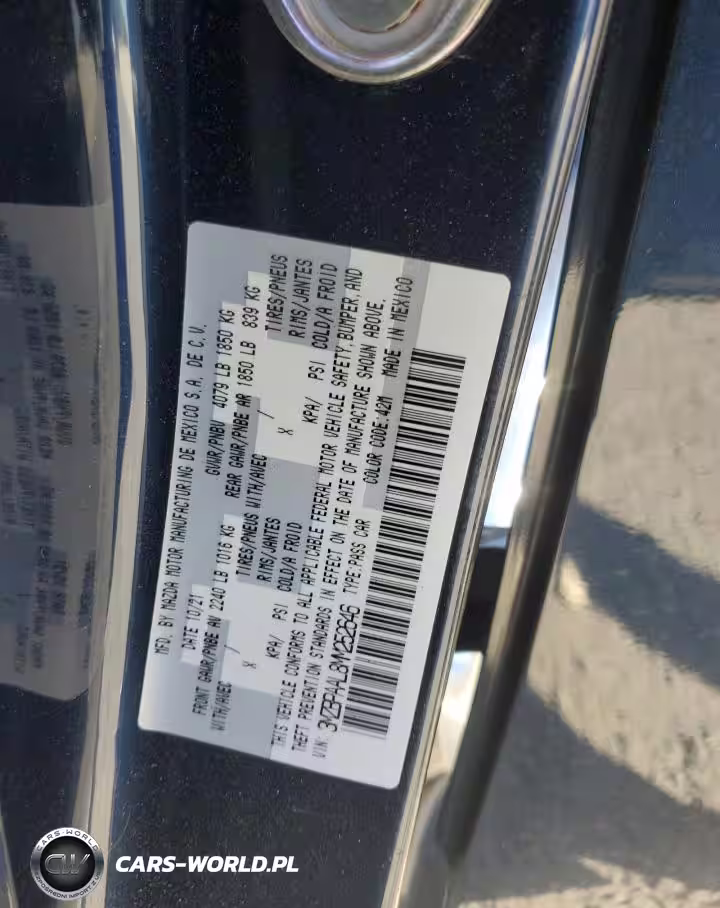 MFD. BY MAZDA MOTOR MANUFACTURING DE MEXICO S.A. DE C.V.
DATE 10/21 GVWR/PNBV 4079 LB 1850 KG
FRONT GAWR/PNBE AV 2240 LB 1016 KG REAR GAWR/PNBE AR 1850 LB 839 KG
WITH/AVEC / TIRES/PNEUS WITH/AVEC / TIRES/PNEUS
X RIMS/JANTES X RIMS/JANTES
KPA/ PSI COLD/A FROID KPA/ PSI COLD/A FROID
THIS VEHICLE CONFORMS TO ALL APPLICABLE FEDERAL MOTOR VEHICLE SAFETY, BUMPER, AND
THEFT PREVENTION STANDARDS IN EFFECT ON THE DATE OF MANUFACTURE SHOWN ABOVE.
VIN: 3MZBPAAL8NM252646 TYPE: PASS CAR COLOR CODE: 42M MADE IN MEXICO
CARS-WORLD
CW
CARS-WORLD.PL